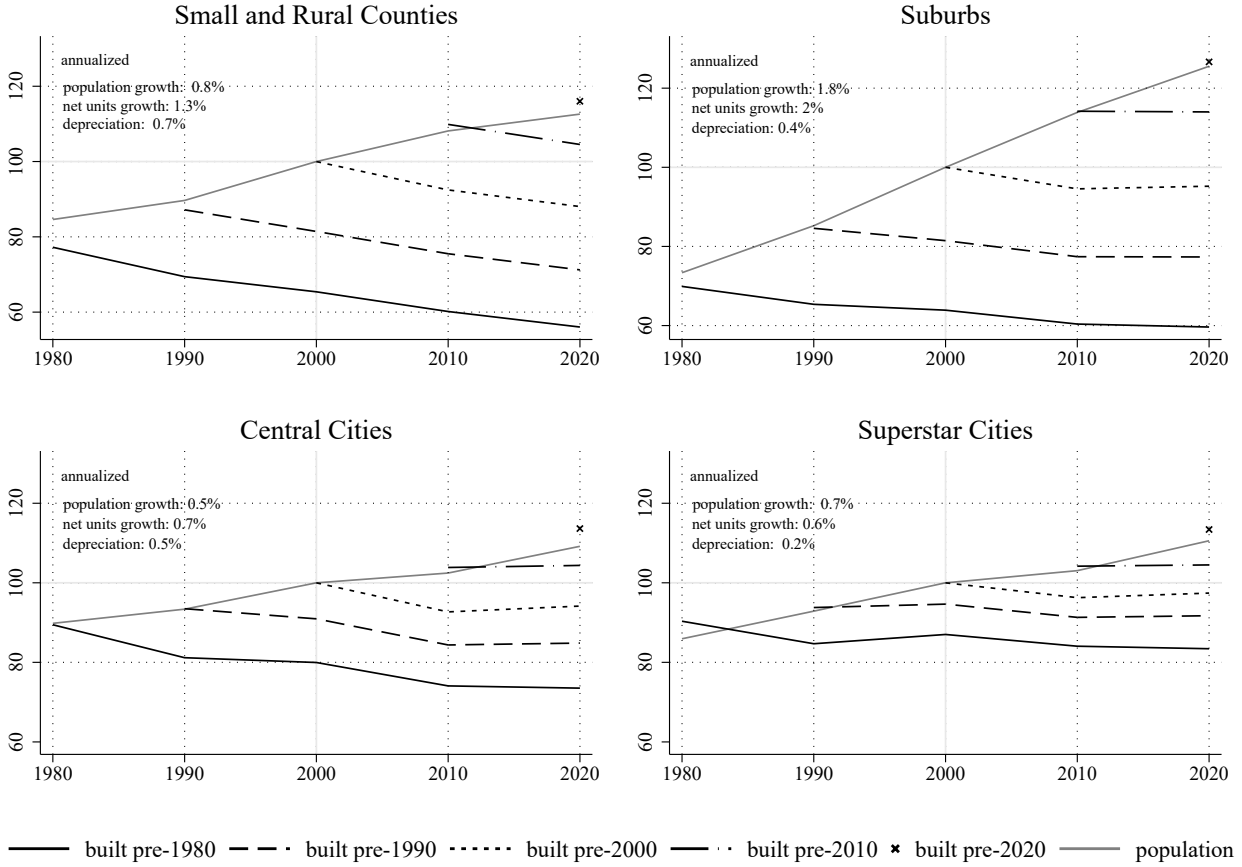 Small and Rural Counties
annualized
population growth: 0.8%
net units growth: 1.3%
depreciation: 0.7%
120
100
80
60
1980 1990 2000 2010 2020
Suburbs
annualized
population growth: 1.8%
net units growth: 2%
depreciation: 0.4%
120
100
80
60
1980 1990 2000 2010 2020
Central Cities
annualized
population growth: 0.5%
net units growth: 0.7%
depreciation: 0.5%
120
100
80
60
1980 1990 2000 2010 2020
Superstar Cities
annualized
population growth: 0.7%
net units growth: 0.6%
depreciation: 0.2%
120
100
80
60
1980 1990 2000 2010 2020
built pre-1980 built pre-1990 built pre-2000 built pre-2010 built pre-2020 population